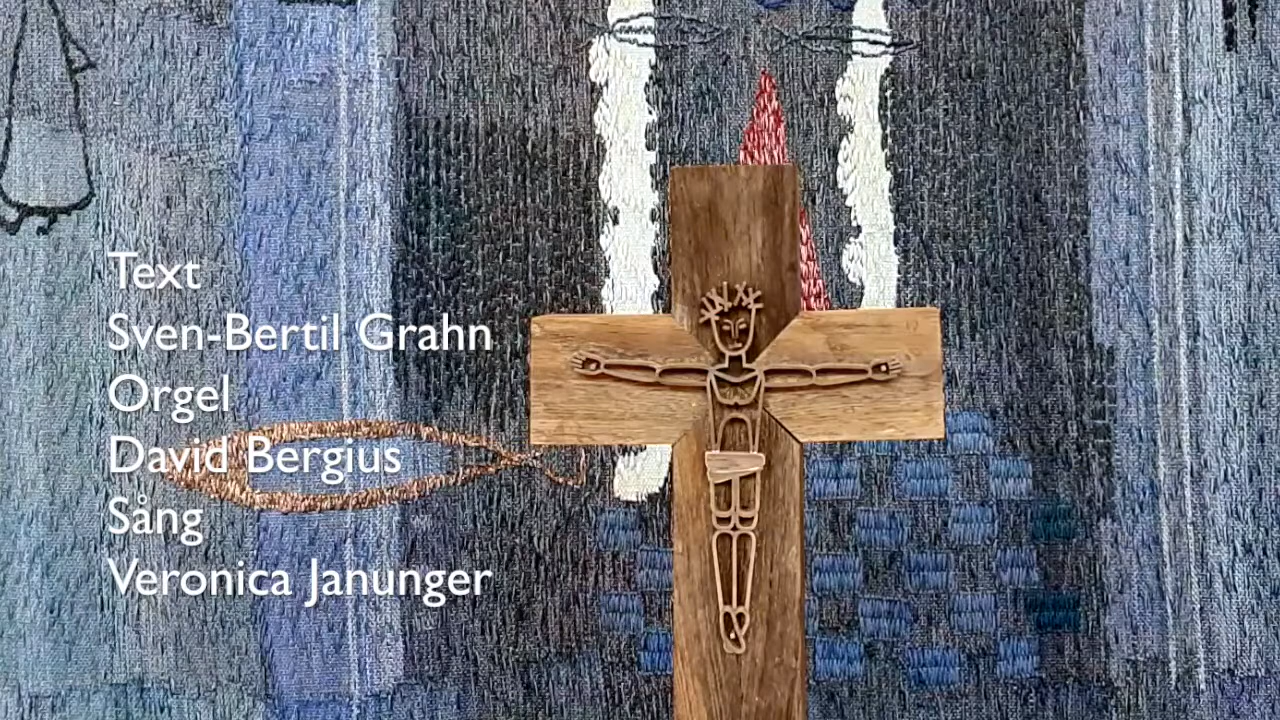 Text
Sven-Bertil Grahn
Orgel
David Bergius
Sång
Veronica Janunger